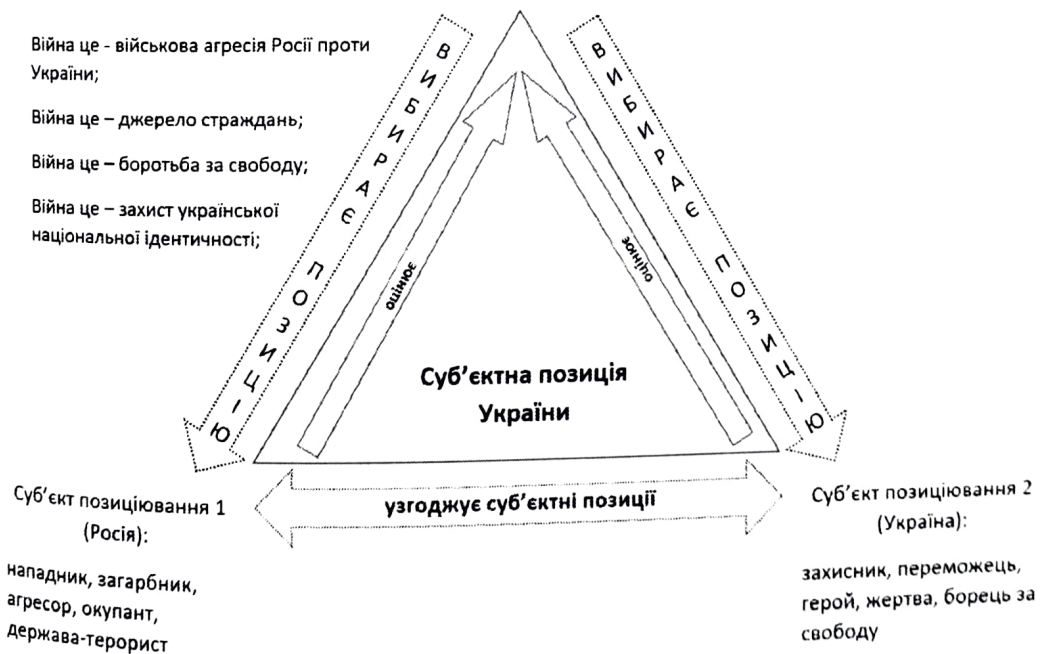 Війна це - військова агресія Росії проти
України;
Війна це – джерело страждань;
Війна це – боротьба за свободу;
Війна це – захист української
національної ідентичності;
ВИБИРАЄ ПОЗИЦІЮ
ВИБИРАЄ ПОЗИЦІЮ
оцінює
оцінює
Суб’єктна позиція
України
узгоджує суб’єктні позиції
Суб’єкт позиціювання 1
(Росія):
нападник, загарбник,
агресор, окупант,
держава-терорист
Суб’єкт позиціювання 2
(Україна):
захисник, переможець,
герой, жертва, борець за
свободу